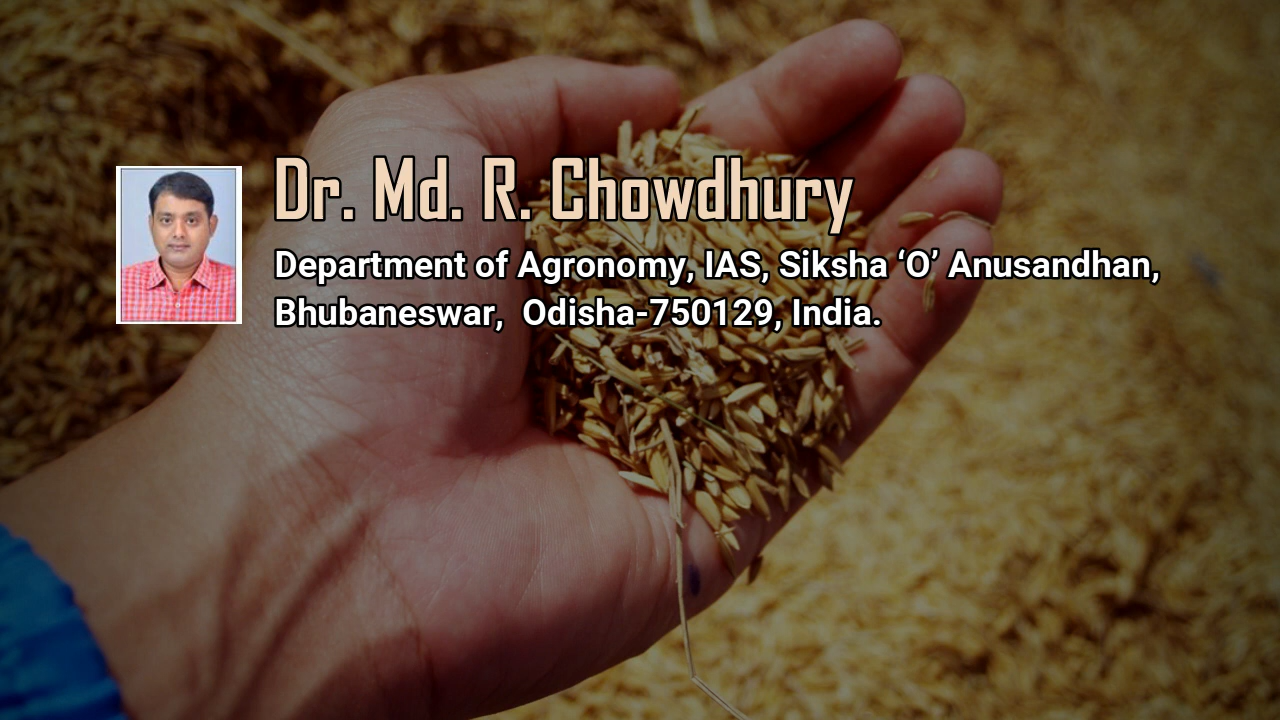 Dr. Md. R. Chowdhury
Department of Agronomy, IAS, Siksha ‘O’ Anusandhan,
Bhubaneswar,  Odisha-750129, India.